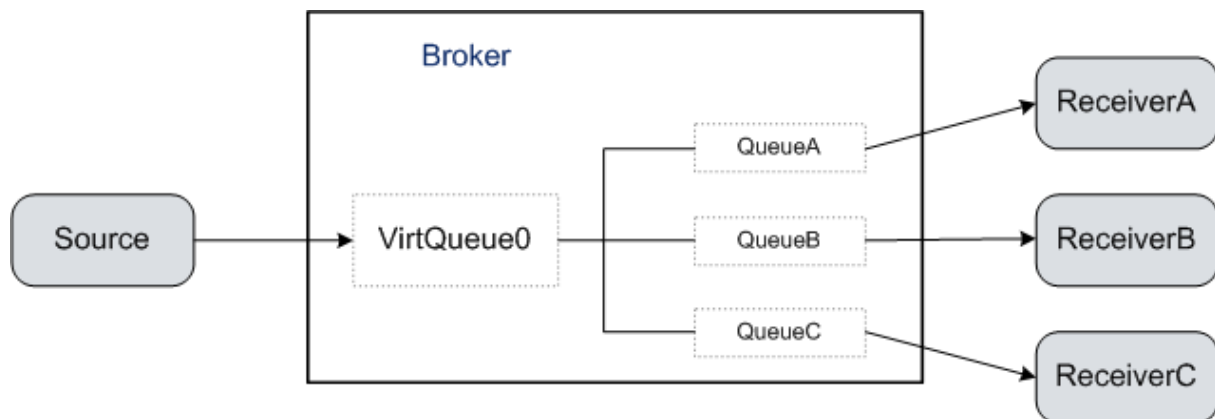 Broker
QueueA
ReceiverA
Source
VirtQueue0
QueueB
ReceiverB
QueueC
ReceiverC